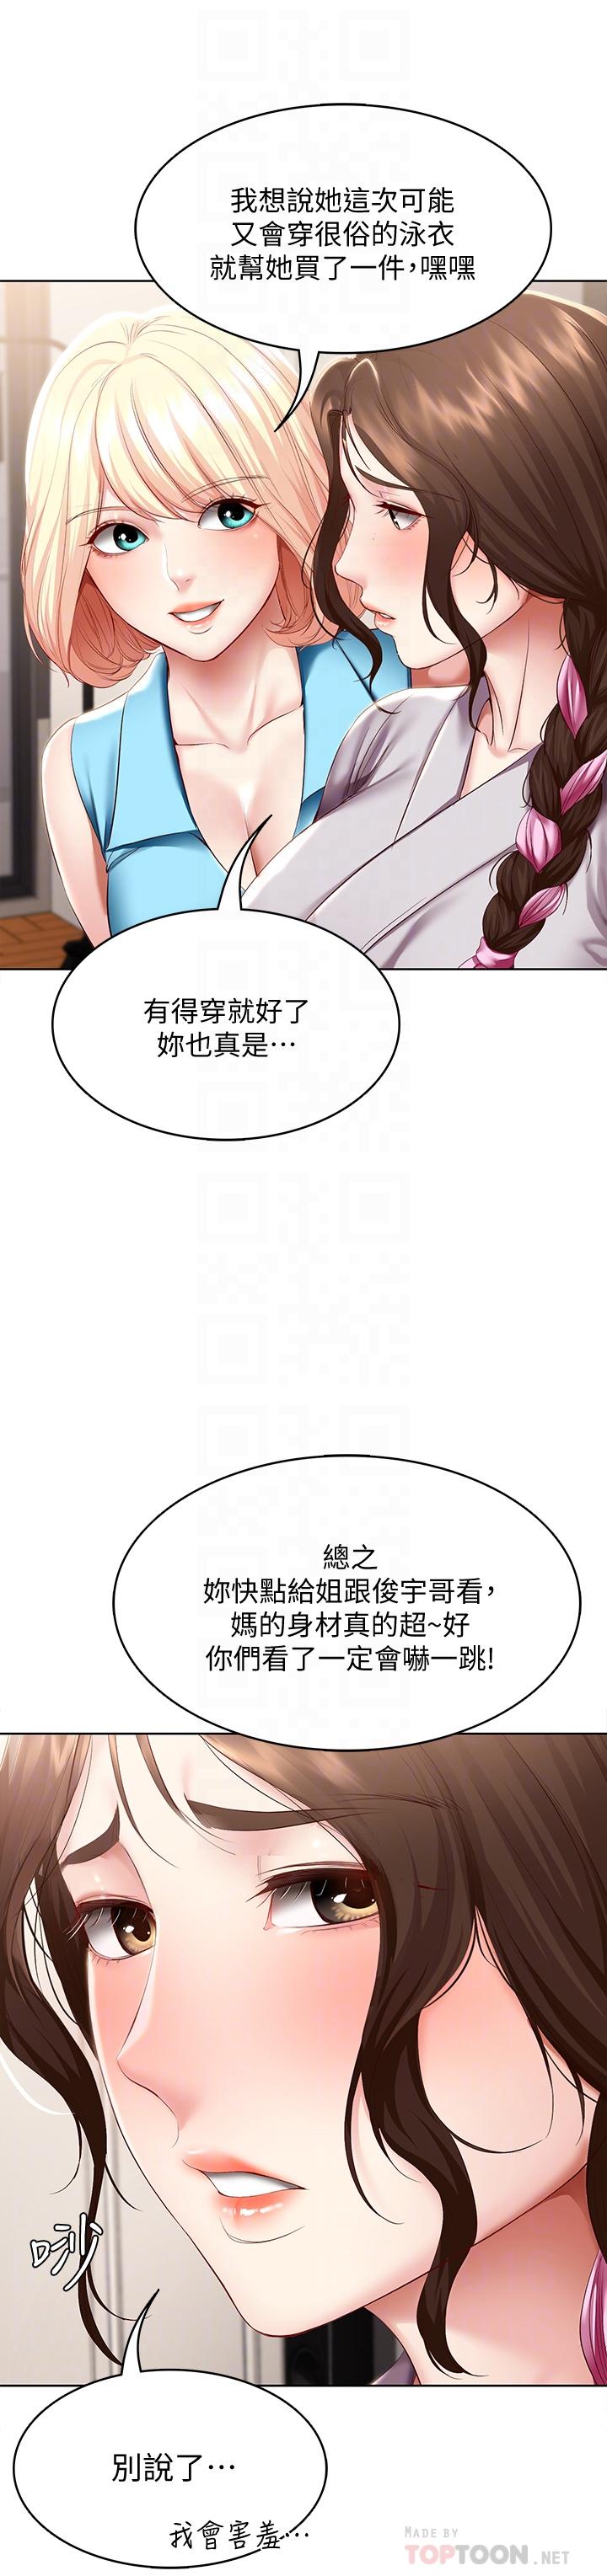 我想說她這次可能
又會穿很俗的泳衣
就幫她買了一件，嘿嘿
有得穿就好了
妳也真是…
總之
妳快點給姐跟俊宇哥看，
媽的身材真的超~好
你們看了一定會嚇一跳!
吵
別說了…
我會害羞…
MADE BY
TOPTOON.NET